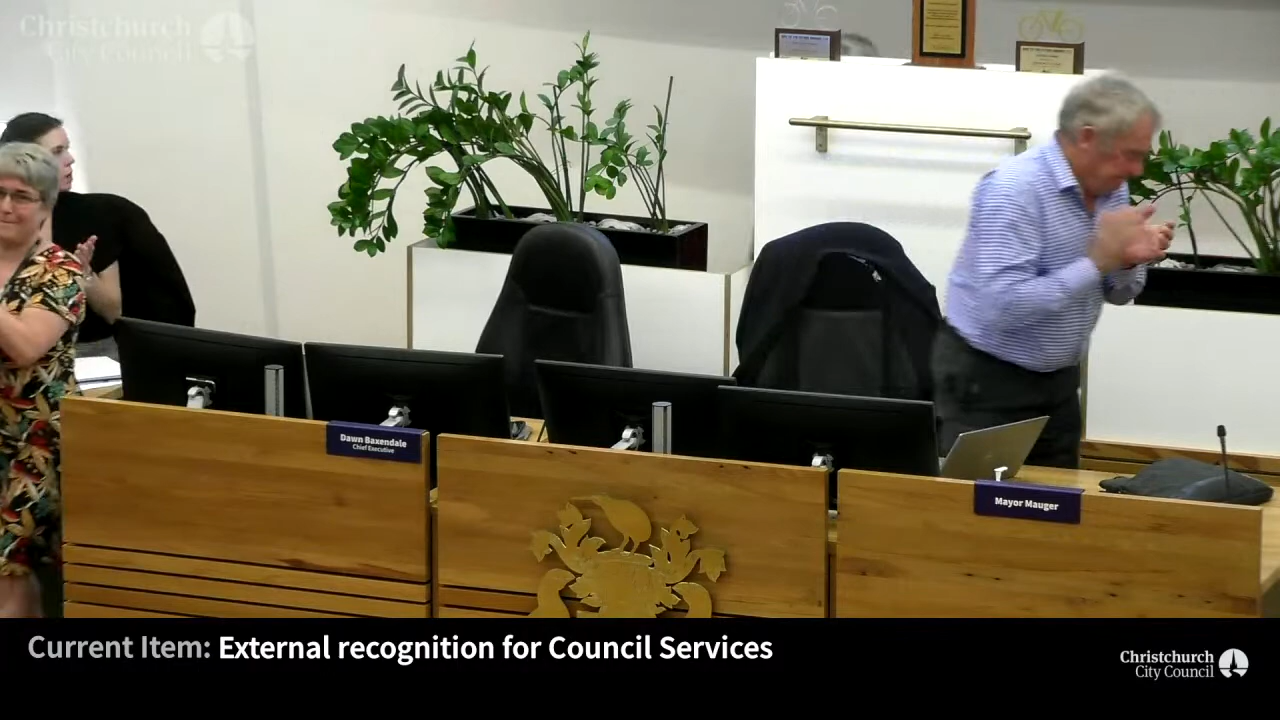 Christchurch
City Council
Dawn Baxendale
Chief Executive
Mayor Mauger
Current Item: External recognition for Council Services
Christchurch
City Council